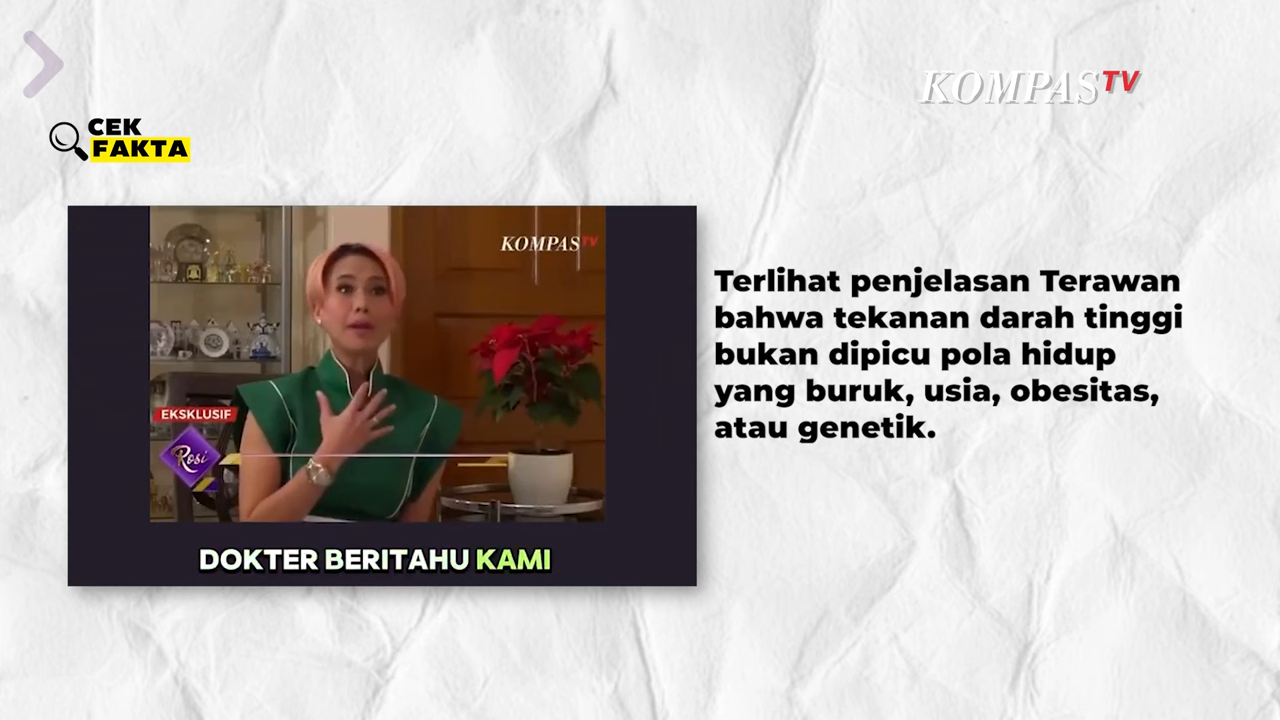 KOMPASTV
CEK
FAKTA
KOMPASTV
EKSKLUSIF
Rosi
DOKTER BERITAHU KAMI
Terlihat penjelasan Terawan
bahwa tekanan darah tinggi
bukan dipicu pola hidup
yang buruk, usia, obesitas,
atau genetik.